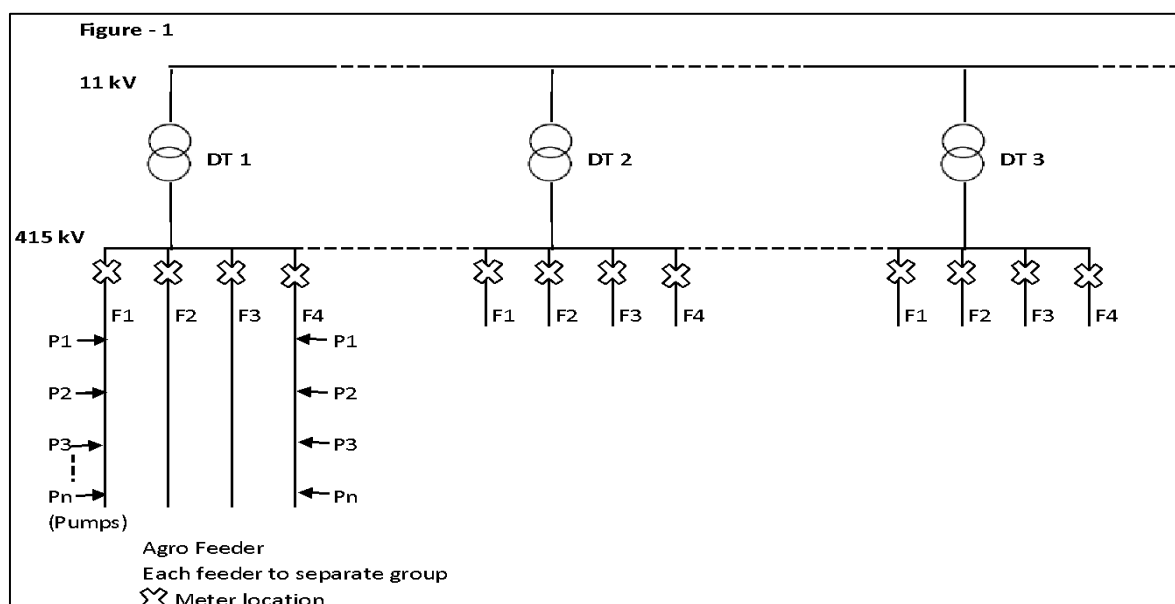 Figure - 1
11 kV
DT 1 DT 2 DT 3
415 kV
F1 F2 F3 F4 F1 F2 F3 F4 F1 F2 F3 F4
P1 P1
P2 P2
P3 P3
Pn Pn
(Pumps)
Agro Feeder
Each feeder to separate group
Meter location